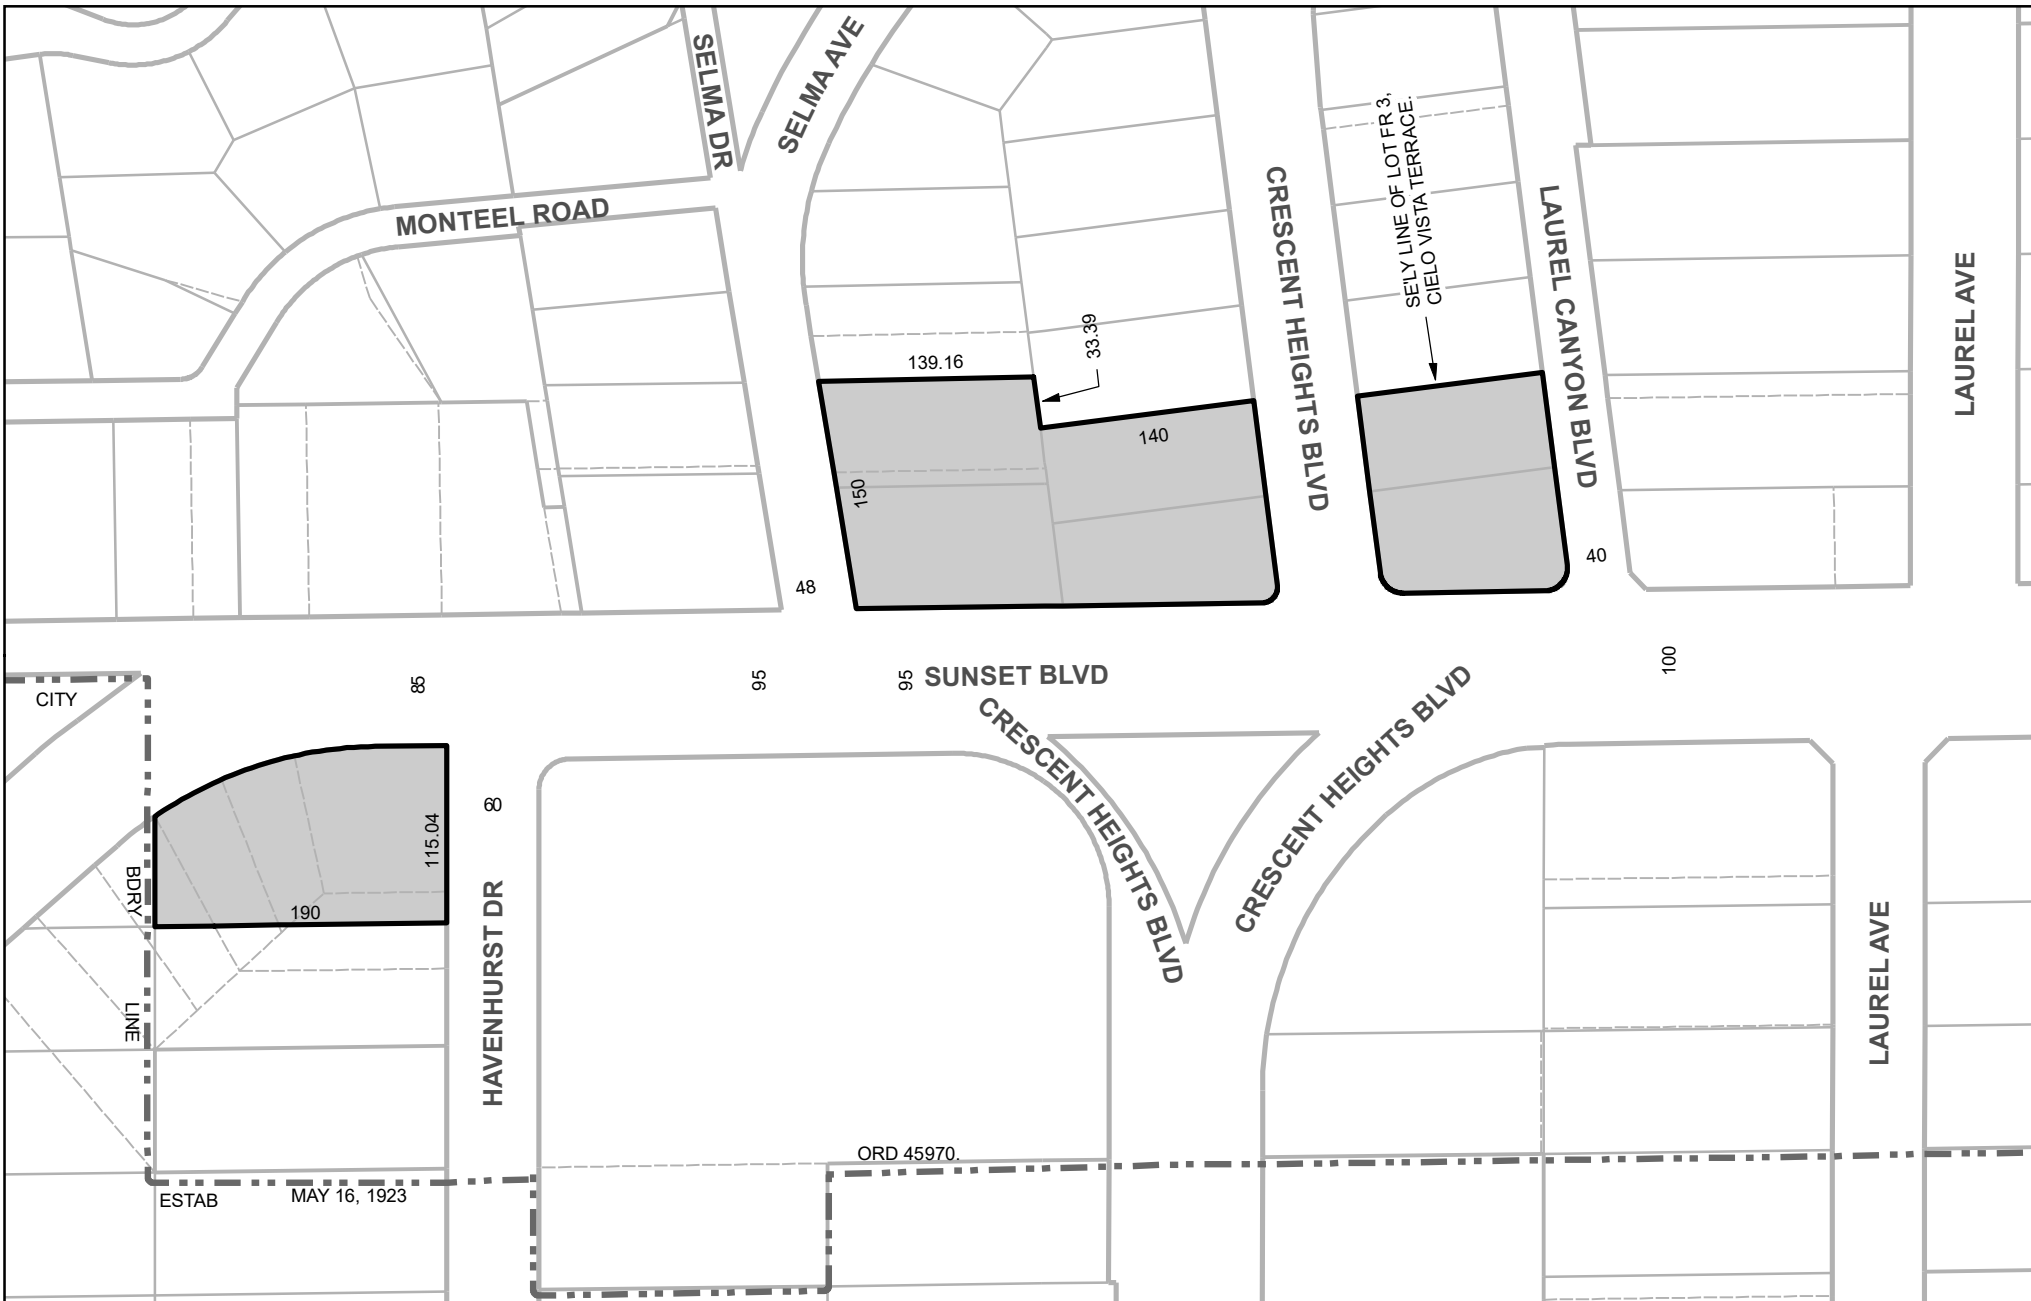 SELMA DR
SELMA AVE
MONTEEL ROAD
CRESCENT HEIGHTS BLVD
SE'LY LINE OF LOT FR 3,
CIELO VISTA TERRACE.
LAUREL CANYON BLVD
LAUREL AVE
139.16
33.39
140
150
48
40
85
95
95
SUNSET BLVD
100
CITY
CRESCENT HEIGHTS BLVD
CRESCENT HEIGHTS BLVD
60
115.04
BDRY
190
HAVENHURST DR
LAUREL AVE
LINE
ORD 45970.
ESTAB
MAY 16, 1923